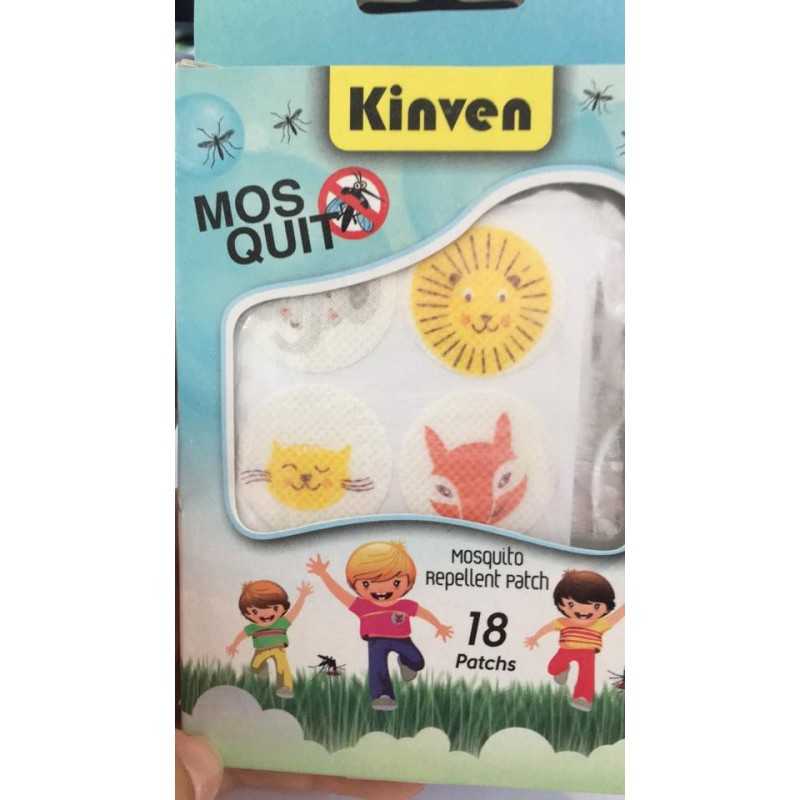 Kinven
MOS
QUIT
Mosquito
Repellent Patch
18
Patchs